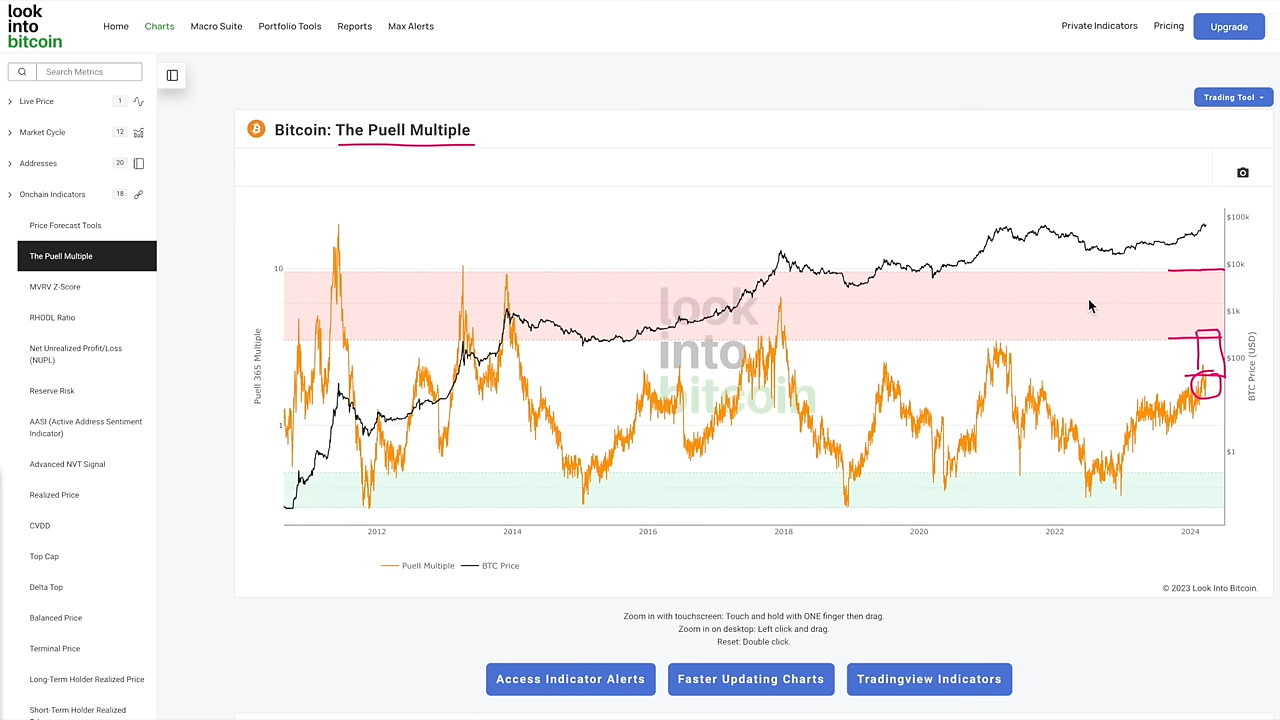 look
into
bitcoin
Home
Charts
Macro Suite
Portfolio Tools
Reports
Max Alerts
Private Indicators
Pricing
Upgrade
Search Metrics
Live Price
1
Market Cycle
12
Addresses
20
Onchain Indicators
18
Price Forecast Tools
The Puell Multiple
MVRV Z-Score
RHODL Ratio
Net Unrealized Profit/Loss
(NUPL)
Reserve Risk
AASI (Active Address Sentiment
Indicator)
Advanced NVT Signal
Realized Price
CVDD
Top Cap
Delta Top
Balanced Price
Terminal Price
Long-Term Holder Realized Price
Short-Term Holder Realized
Trading Tool
Bitcoin: The Puell Multiple
look
into
bitcoin
Puell 365 Multiple
10
1
$100k
$10k
$1k
$100
$1
BTC Price (USD)
2012
2014
2016
2018
2020
2022
2024
Puell Multiple
BTC Price
© 2023 Look Into Bitcoin.
Zoom in with touchscreen: Touch and hold with ONE finger then drag.
Zoom in on desktop: Left click and drag.
Reset: Double click.
Access Indicator Alerts
Faster Updating Charts
Tradingview Indicators